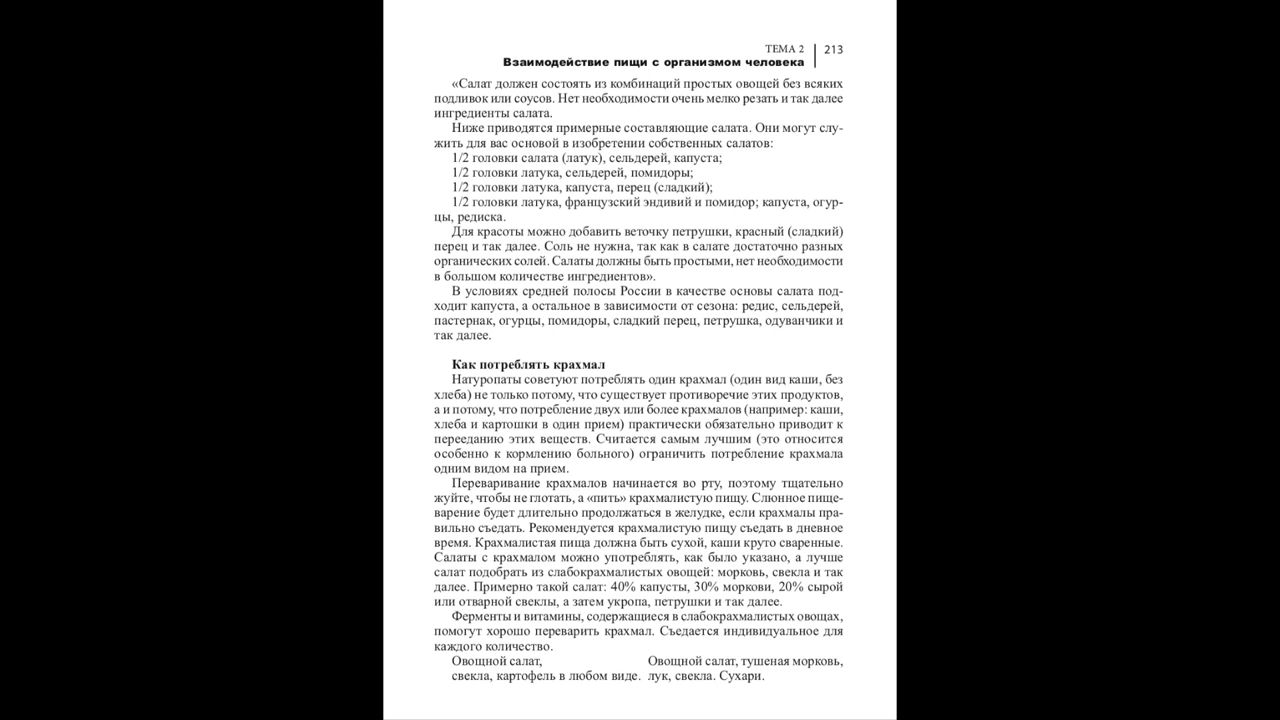 ТЕМА 2 213
Взаимодействие пищи с организмом человека
«Салат должен состоять из комбинаций простых овощей без всяких
подливок или соусов. Нет необходимости очень мелко резать и так далее
ингредиенты салата.
Ниже приводятся примерные составляющие салата. Они могут слу-
жить для вас основой в изобретении собственных салатов:
1/2 головки салата (латук), сельдерей, капуста;
1/2 головки латука, сельдерей, помидоры;
1/2 головки латука, капуста, перец (сладкий);
1/2 головки латука, французский эндивий и помидор; капуста, огур-
цы, редиска.
Для красоты можно добавить веточку петрушки, красный (сладкий)
перец и так далее. Соль не нужна, так как в салате достаточно разных
органических солей. Салаты должны быть простыми, нет необходимости
в большом количестве ингредиентов».
В условиях средней полосы России в качестве основы салата под-
ходит капуста, а остальное в зависимости от сезона: редис, сельдерей,
пастернак, огурцы, помидоры, сладкий перец, петрушка, одуванчики и
так далее.
Как потреблять крахмал
Натуропаты советуют потреблять один крахмал (один вид каши, без
хлеба) не только потому, что существует противоречие этих продуктов,
а и потому, что потребление двух или более крахмалов (например: каши,
хлеба и картошки в один прием) практически обязательно приводит к
перееданию этих веществ. Считается самым лучшим (это относится
особенно к кормлению больного) ограничить потребление крахмала
одним видом на прием.
Переваривание крахмалов начинается во рту, поэтому тщательно
жуйте, чтобы не глотать, а «пить» крахмалистую пищу. Слюнное пище-
варение будет длительно продолжаться в желудке, если крахмалы пра-
вильно съедать. Рекомендуется крахмалистую пищу съедать в дневное
время. Крахмалистая пища должна быть сухой, каши круто сваренные.
Салаты с крахмалом можно употреблять, как было указано, а лучше
салат подобрать из слабокрахмалистых овощей: морковь, свекла и так
далее. Примерно такой салат: 40% капусты, 30% моркови, 20% сырой
или отварной свеклы, а затем укропа, петрушки и так далее.
Ферменты и витамины, содержащиеся в слабокрахмалистых овощах,
помогут хорошо переварить крахмал. Съедается индивидуальное для
каждого количество.
Овощной салат, Овощной салат, тушеная морковь,
свекла, картофель в любом виде. лук, свекла. Сухари.